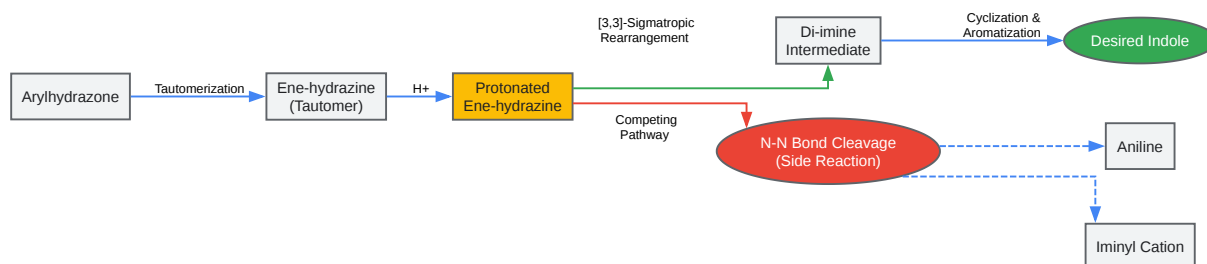 Arylhydrazone
Tautomerization
Ene-hydrazine
(Tautomer)
H+
Protonated
Ene-hydrazine
[3,3]-Sigmatropic
Rearrangement
Di-imine
Intermediate
Cyclization &
Aromatization
Desired Indole
Competing
Pathway
N-N Bond Cleavage
(Side Reaction)
Aniline
Iminyl Cation